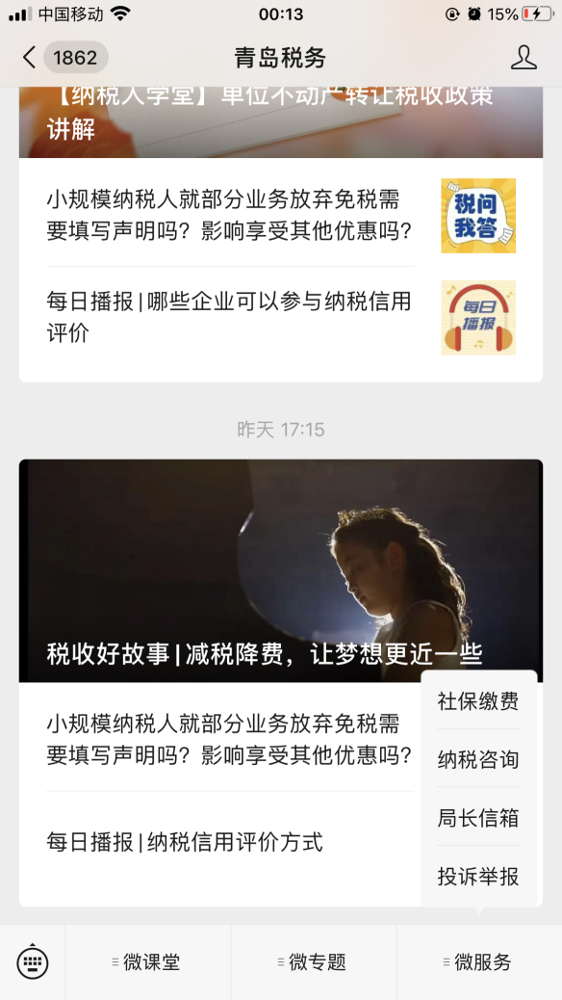 中国移动
00:13
15%
1862
青岛税务
【纳税人学堂】单位不动产转让税收政策
讲解
小规模纳税人就部分业务放弃免税需
要填写声明吗？影响享受其他优惠吗？
税问
我答
每日播报|哪些企业可以参与纳税信用
评价
每日
播报
昨天 17:15
税收好故事|减税降费，让梦想更近一些
小规模纳税人就部分业务放弃免税需
要填写声明吗？影响享受其他优惠吗？
每日播报|纳税信用评价方式
社保缴费
纳税咨询
局长信箱
投诉举报
微课堂
微专题
微服务